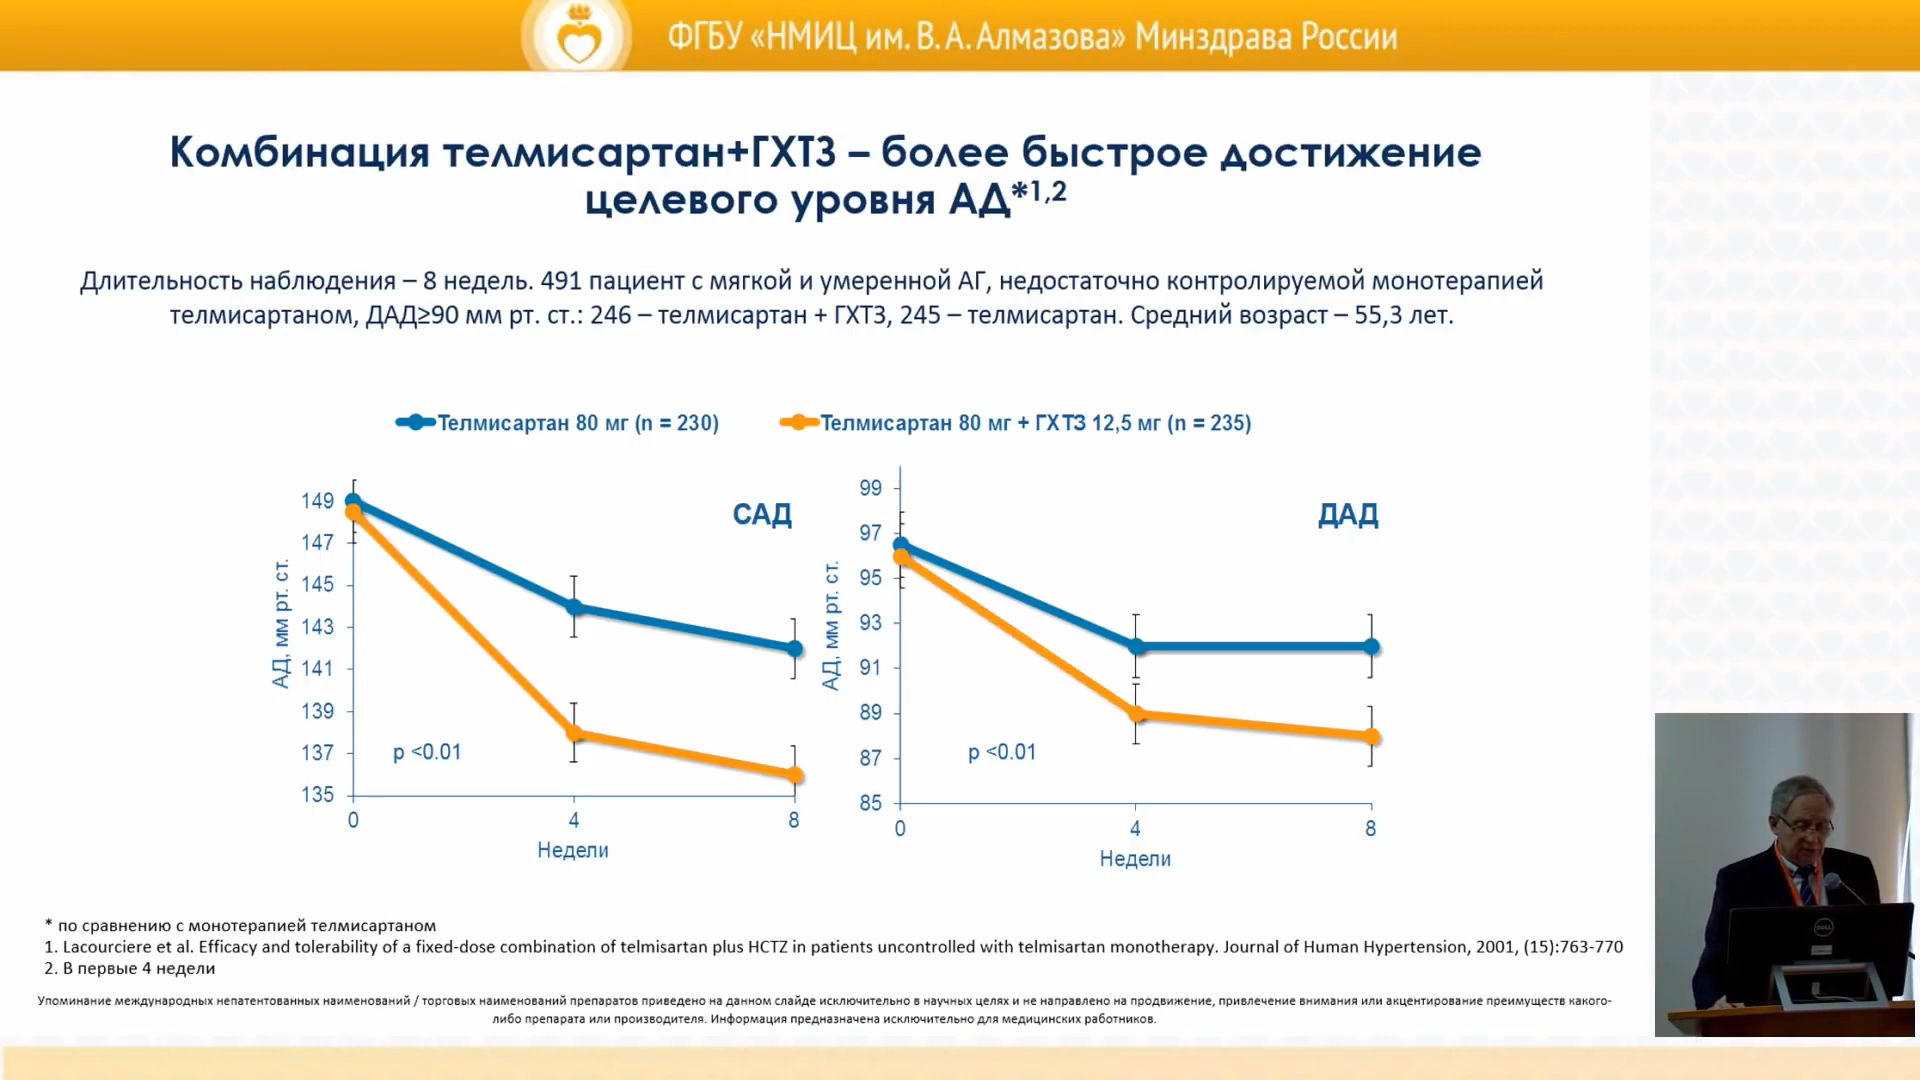 ФГБУ «НМИЦ им. В. А. Алмазова» Минздрава России
Комбинация телмисартан+ГХТЗ – более быстрое достижение
целевого уровня АД*1,2
Длительность наблюдения – 8 недель. 491 пациент с мягкой и умеренной АГ, недостаточно контролируемой монотерапией
телмисартаном, ДАД≥90 мм рт. ст.: 246 – телмисартан + ГХТЗ, 245 – телмисартан. Средний возраст – 55,3 лет.
Телмисартан 80 мг (n = 230)
Телмисартан 80 мг + ГХТЗ 12,5 мг (n = 235)
САД
АД, мм рт. ст.
149
147
145
143
141
139
137
135
p <0.01
0 4 8
Недели
ДАД
АД, мм рт. ст.
99
97
95
93
91
89
87
85
p <0.01
0 4 8
Недели
* по сравнению с монотерапией телмисартаном
1. Lacourciere et al. Efficacy and tolerability of a fixed-dose combination of telmisartan plus HCTZ in patients uncontrolled with telmisartan monotherapy. Journal of Human Hypertension, 2001, (15):763-770
2. В первые 4 недели
Упоминание международных непатентованных наименований / торговых наименований препаратов приведено на данном слайде исключительно в научных целях и не направлено на продвижение, привлечение внимания или акцентирование преимуществ какого-
либо препарата или производителя. Информация предназначена исключительно для медицинских работников.
DELL